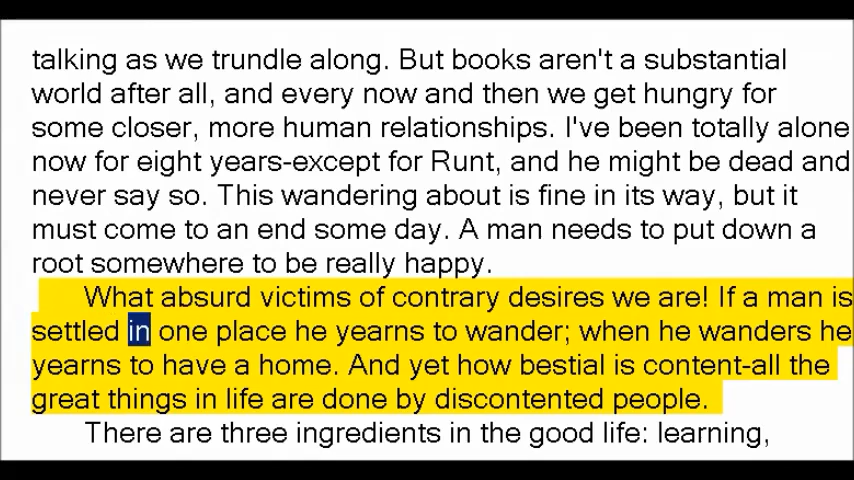 talking as we trundle along. But books aren't a substantial
world after all, and every now and then we get hungry for
some closer, more human relationships. I've been totally alone
now for eight years-except for Runt, and he might be dead and
never say so. This wandering about is fine in its way, but it
must come to an end some day. A man needs to put down a
root somewhere to be really happy.
What absurd victims of contrary desires we are! If a man is
settled in one place he yearns to wander; when he wanders he
yearns to have a home. And yet how bestial is content-all the
great things in life are done by discontented people.
There are three ingredients in the good life: learning,